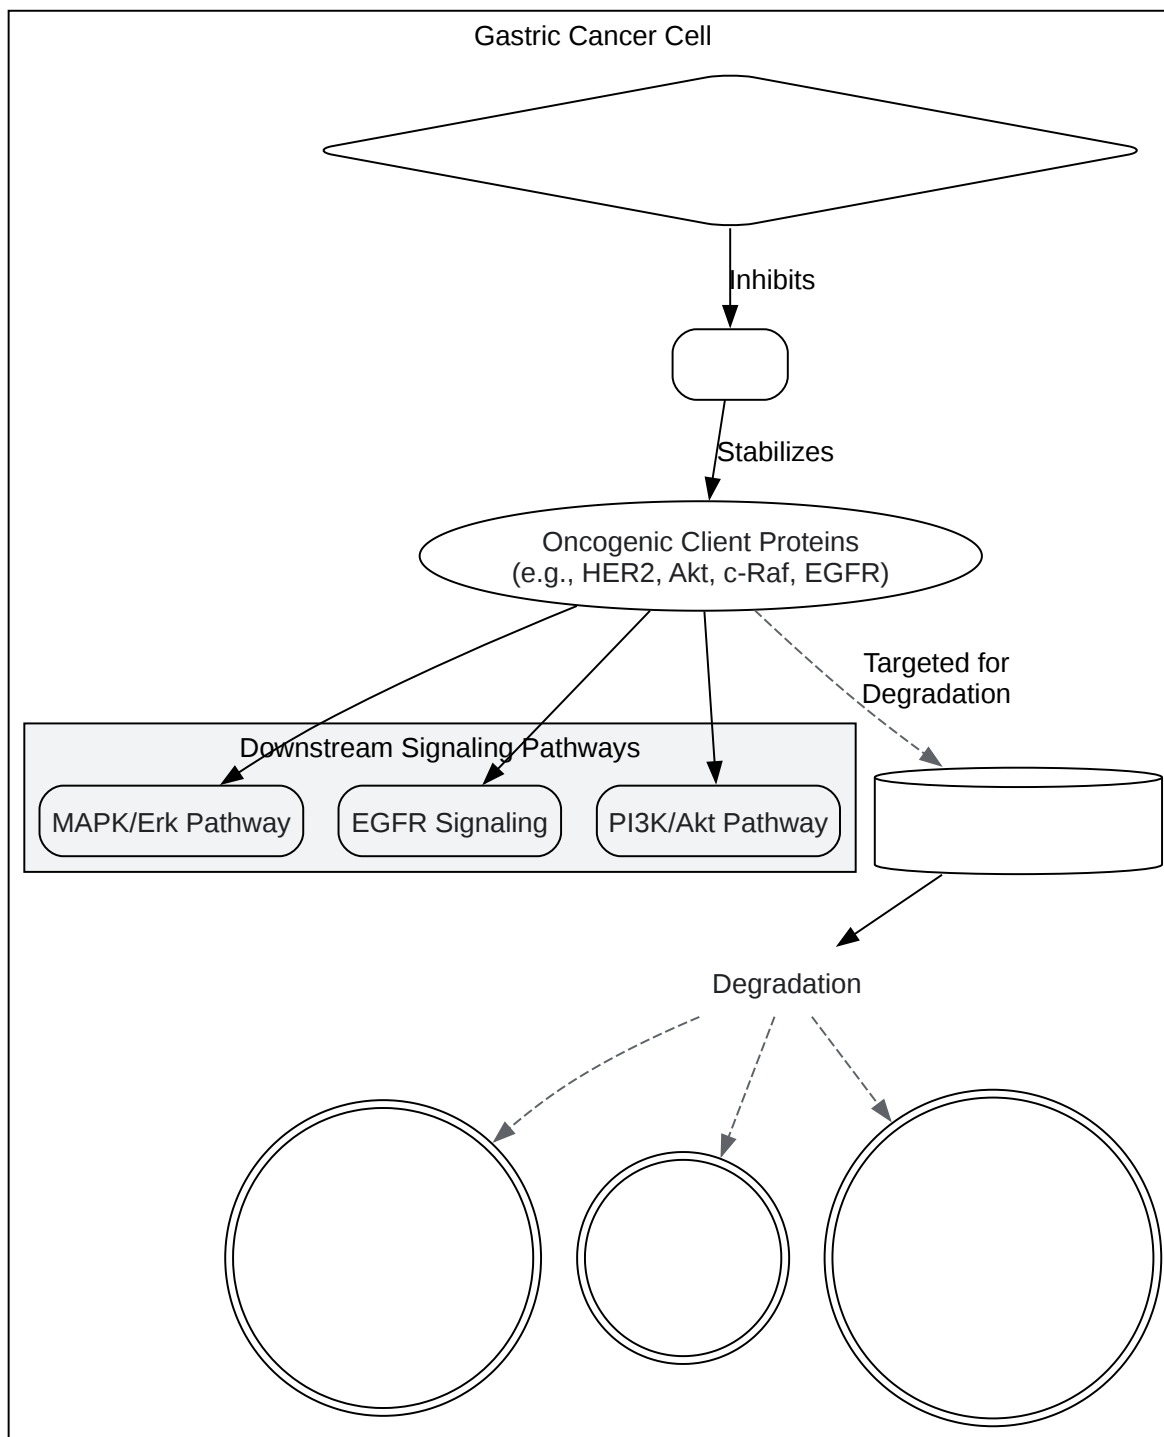 Gastric Cancer Cell
Inhibits
Stabilizes
Oncogenic Client Proteins
(e.g., HER2, Akt, c-Raf, EGFR)
Targeted for
Degradation
Downstream Signaling Pathways
MAPK/Erk Pathway
EGFR Signaling
PI3K/Akt Pathway
Degradation